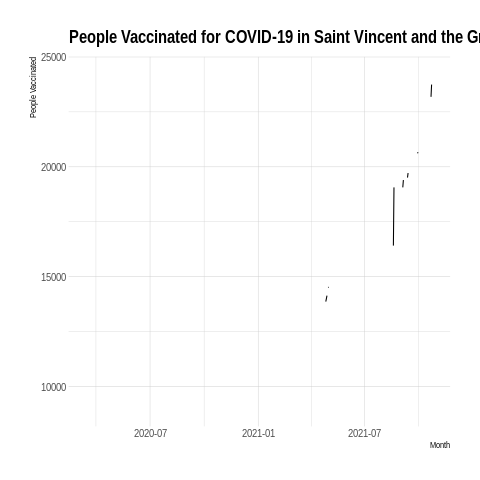 People Vaccinated for COVID-19 in Saint Vincent and the Gr
People Vaccinated
25000
20000
15000
10000
2020-07 2021-01 2021-07
Month